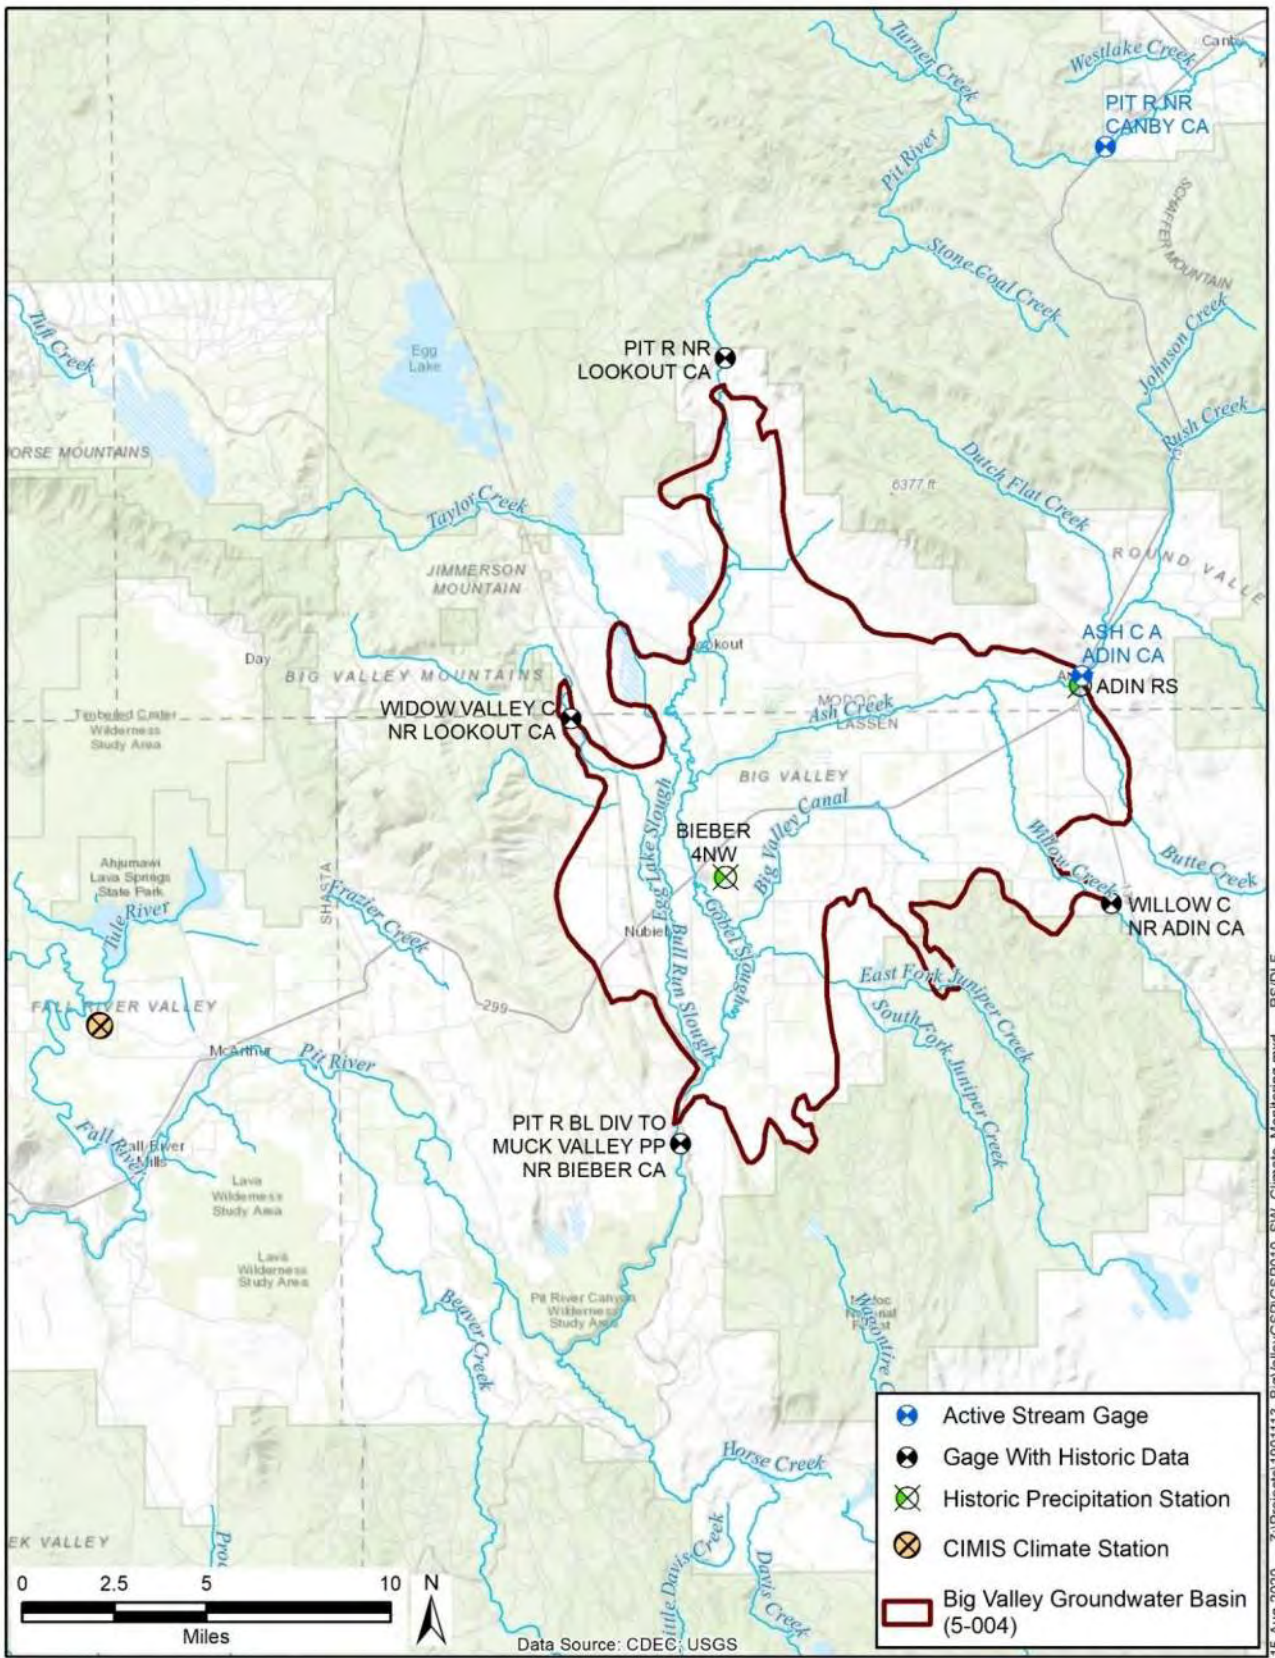 Turner Creek
Westlake Creek
Canby
PIT R NR
CANBY CA
Pit River
SCHAFFER MOUNTAIN
Stone Coal Creek
Tuff Creek
Egg
Lake
PIT R NR
LOOKOUT CA
Johnson Creek
Rush Creek
ORSE MOUNTAINS
6377 ft
Dutch Flat Creek
Taylor Creek
ROUND VALLE
JIMMERSON
MOUNTAIN
ASH C A
ADIN CA
ookout
Day
BIG VALLEY MOUNTAINS
ADIN RS
WIDOW VALLEY C
NR LOOKOUT CA
MODOC
LASSEN
Ash Creek
Timbered Crater
Wilderness
Study Area
BIG VALLEY
Egg Lake Slough
Big Valley Canal
BIEBER
4NW
Willow Creek
Butte Creek
Ahjumawi
Lava Springs
State Park
SHASTA
Tule River
Frazier Creek
Gobel Slough
WILLOW C
NR ADIN CA
Nubieb
Bull Run Slough
East Fork Juniper Creek
FALL RIVER VALLEY
299
South Fork Juniper Creek
McArthur
Pit River
PIT R BL DIV TO
MUCK VALLEY PP
NR BIEBER CA
Fall River
Fall River
Mills
Lava
Wilderness
Study Area
Lava
Wilderness
Study Area
Pit River Canyon
Wilderness
Study Area
Beaver Creek
Modoc
National
Forest
Wagontire C
Horse Creek
Little Davis Creek
Davis Creek
EK VALLEY
Active Stream Gage
Gage With Historic Data
Historic Precipitation Station
CIMIS Climate Station
Big Valley Groundwater Basin
(5-004)
0 2.5 5 10
Miles
N
Data Source: CDEC; USGS